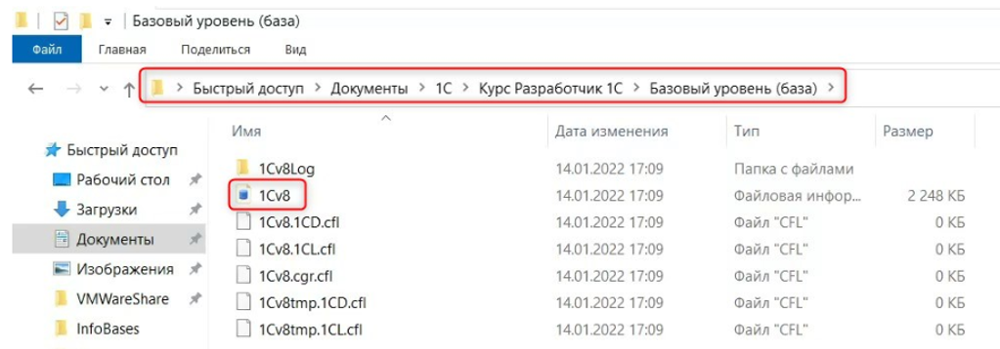 Базовый уровень (база)
Файл Главная Поделиться Вид
Быстрый доступ > Документы > 1С > Курс Разработчик 1С > Базовый уровень (база) >
Имя Дата изменения Тип Размер
Быстрый доступ
Рабочий стол
Загрузки
Документы
Изображения
VMWareShare
InfoBases
1Cv8Log 14.01.2022 17:09 Папка с файлами
1Cv8 14.01.2022 17:09 Файловая инфор... 2 248 КБ
1Cv8.1CD.cfl 14.01.2022 17:09 Файл "CFL" 0 КБ
1Cv8.1CL.cfl 14.01.2022 17:09 Файл "CFL" 0 КБ
1Cv8.cgr.cfl 14.01.2022 17:09 Файл "CFL" 0 КБ
1Cv8tmp.1CD.cfl 14.01.2022 17:09 Файл "CFL" 0 КБ
1Cv8tmp.1CL.cfl 14.01.2022 17:09 Файл "CFL" 0 КБ